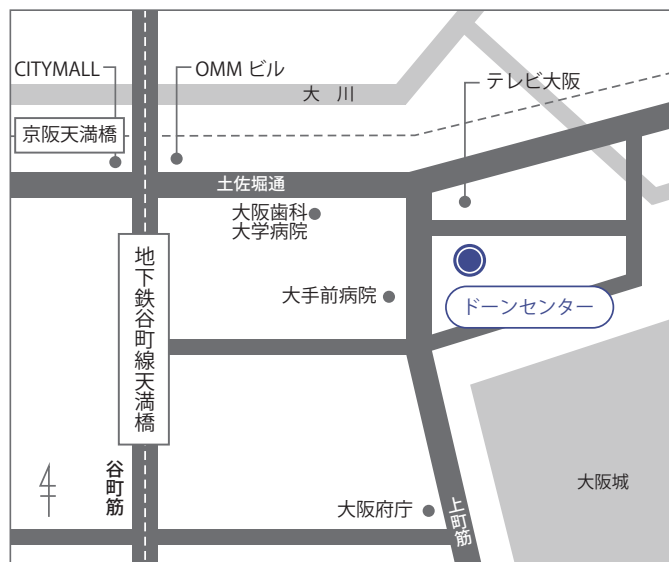 CITYMALL
OMM ビル
大 川
テレビ大阪
京阪天満橋
土佐堀通
大阪歯科
大学病院
地下鉄谷町線天満橋
大手前病院
ドーンセンター
谷町筋
大阪府庁
上町筋
大阪城